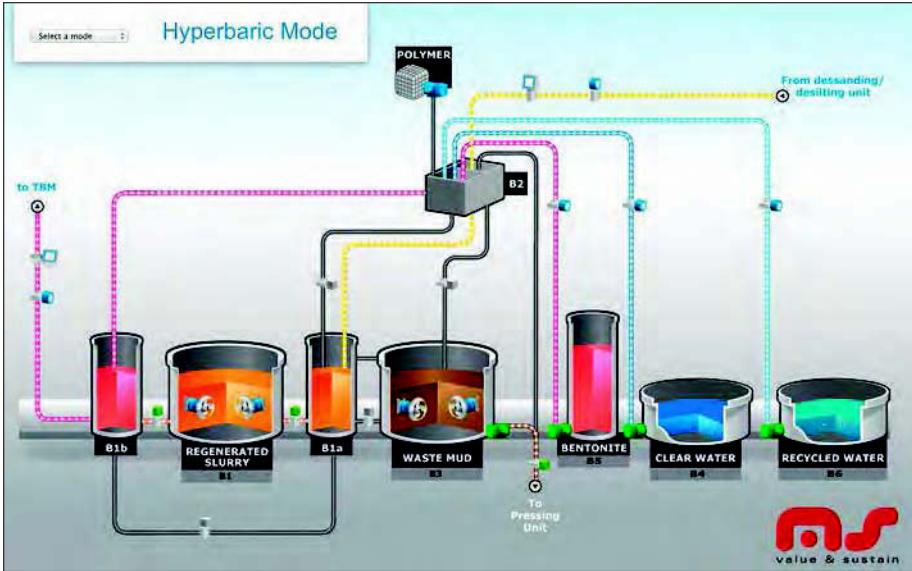 Select a mode
Hyperbaric Mode
POLYMER
From dessanding/
desilting unit
to TBM
B2
B1b
REGENERATED
SLURRY
B1
B1a
WASTE MUD
B3
BENTONITE
B5
CLEAR WATER
B4
RECYCLED WATER
B6
To
Pressing
Unit
ms
value & sustain